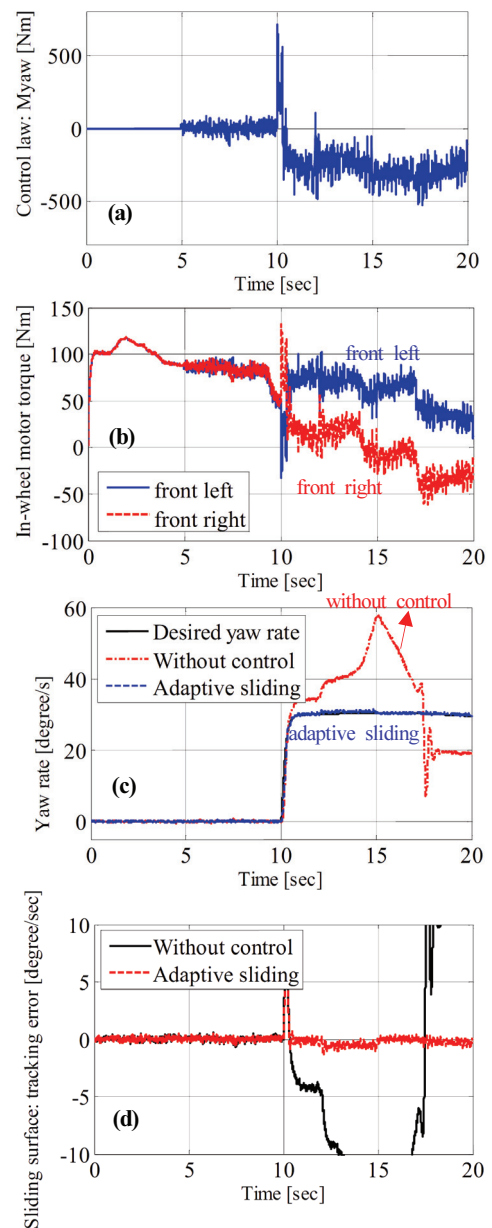 Control law: Myaw [Nm]
500
0
-500
(a)
0
5
10
15
20
Time [sec]
In-wheel motor torque [Nm]
150
100
50
0
-50
-100
front left
(b)
front left
front right
front right
0
5
10
15
20
Time [sec]
Yaw rate [degree/s]
60
40
20
0
without control
Desired yaw rate
Without control
Adaptive sliding
adaptive sliding
(c)
0
5
10
15
20
Time [sec]
Sliding surface: tracking error [degree/sec]
10
5
0
-5
-10
Without control
Adaptive sliding
(d)
0
5
10
15
20
Time [sec]